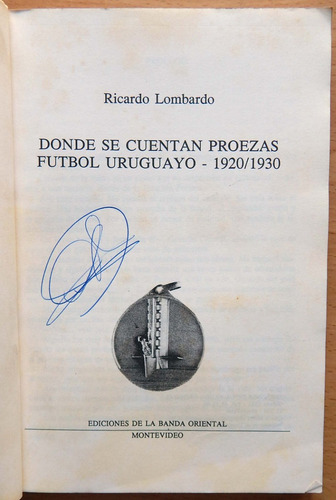 Ricardo Lombardo
DONDE SE CUENTAN PROEZAS
FUTBOL URUGUAYO - 1920/1930
EDICIONES DE LA BANDA ORIENTAL
MONTEVIDEO